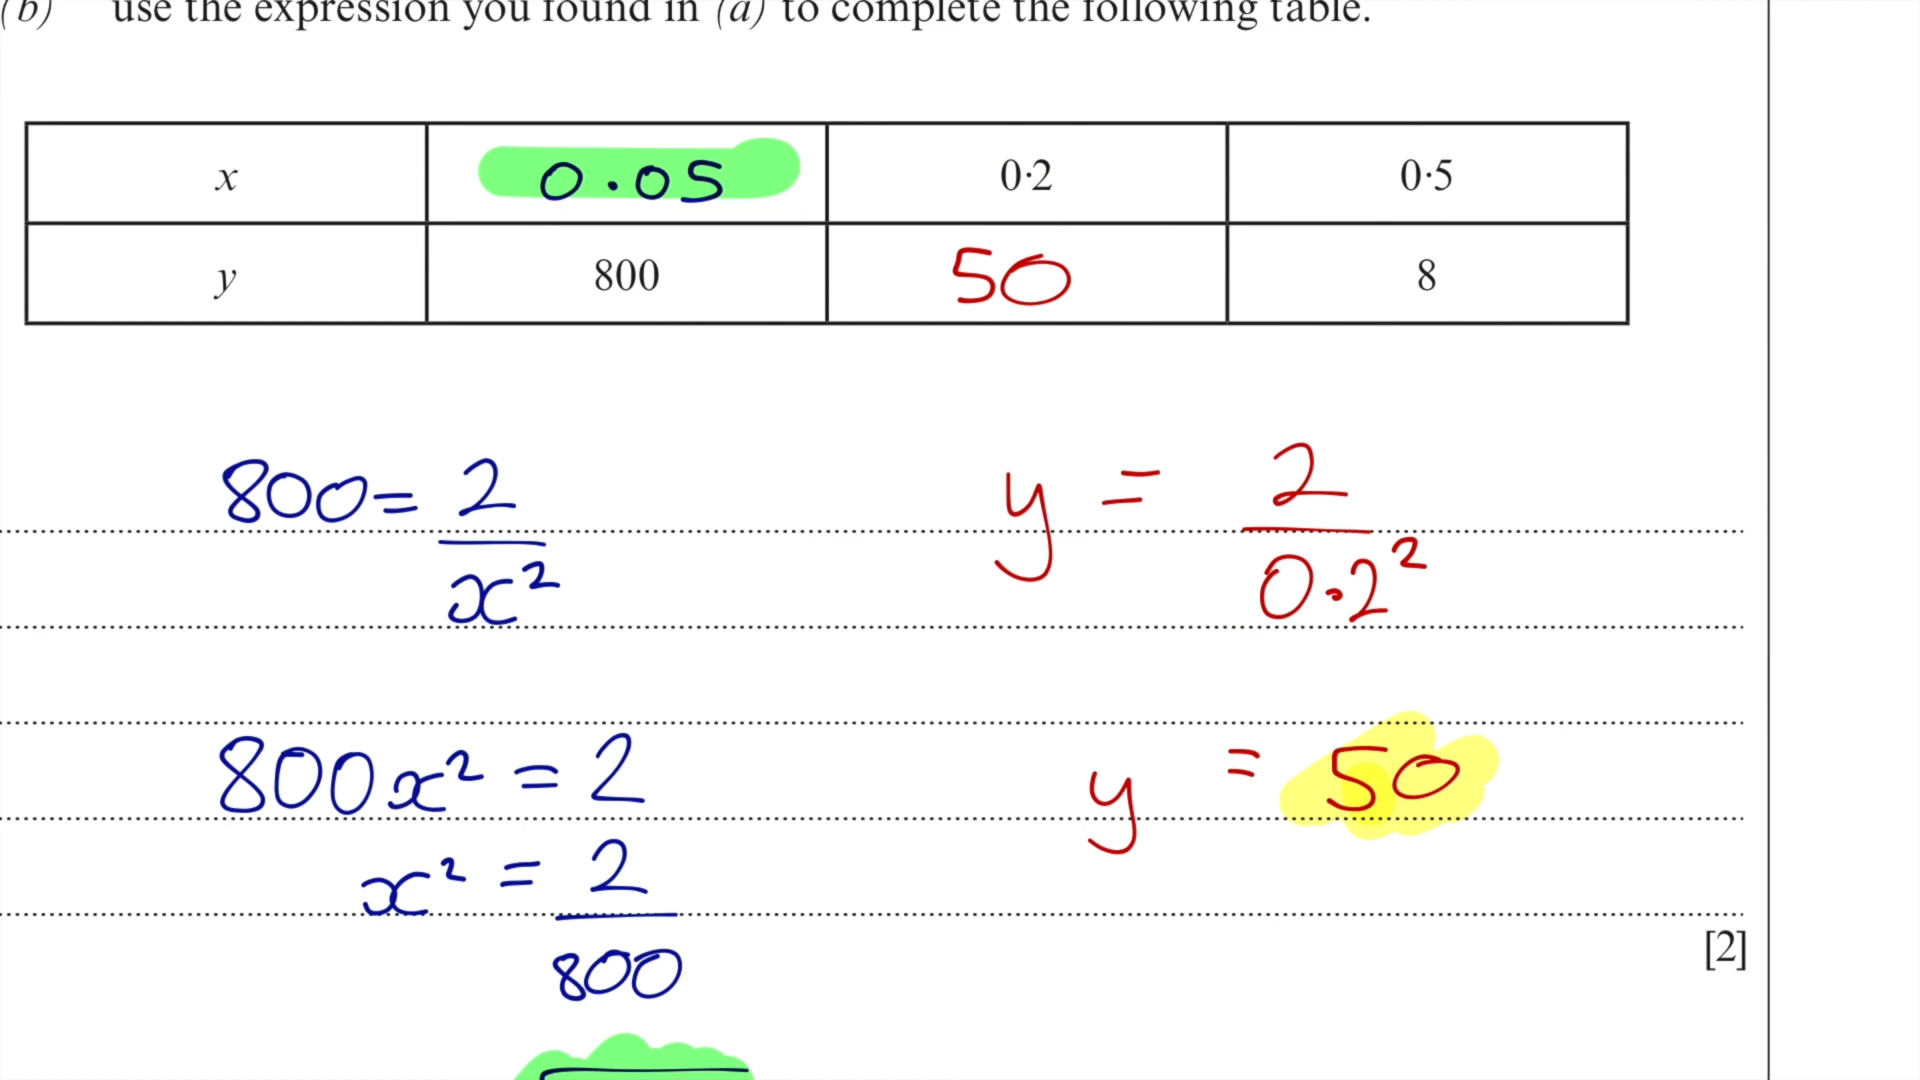 (b) use the expression you found in (a) to complete the following table.
x 0.05 0·2 0·5
y 800 50 8
800 = 2/x²
y = 2/0.2²
800x² = 2
y = 50
x² = 2/800
[2]